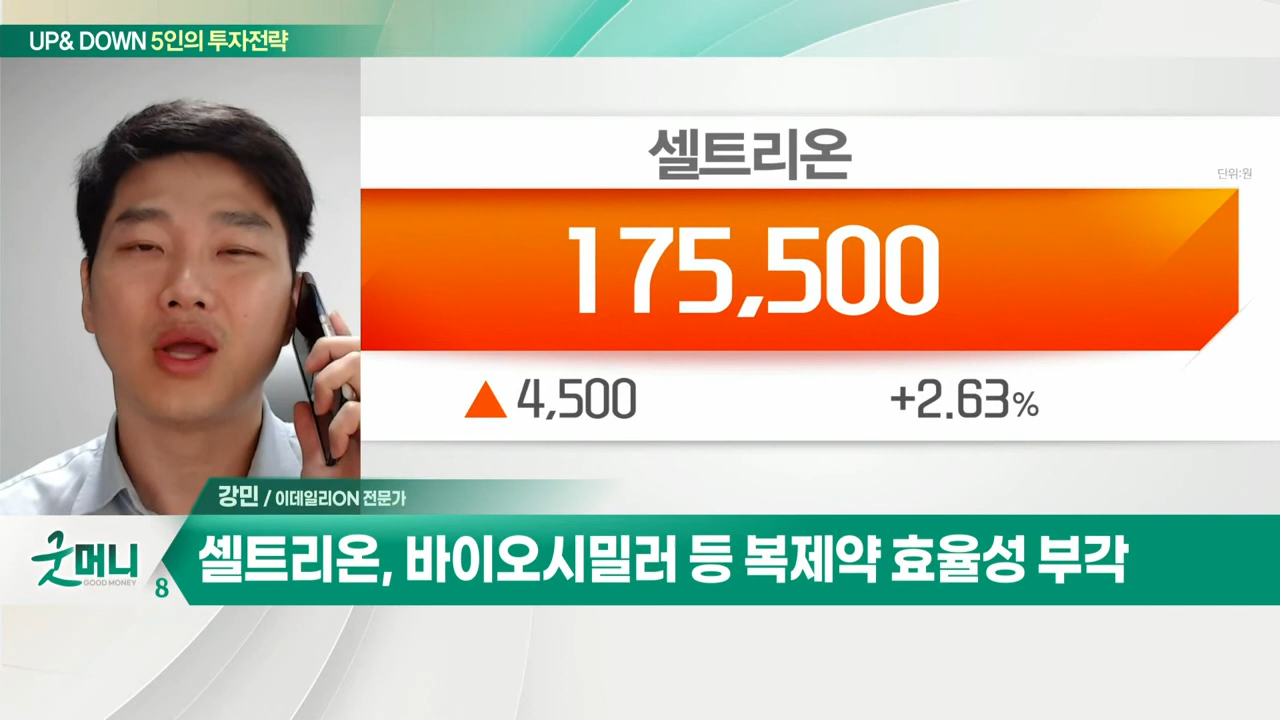 UP& DOWN 5인의 투자전략
셀트리온
단위:원
175,500
▲ 4,500 +2.63%
강민 / 이데일리ON 전문가
굿머니
GOOD MONEY
8
셀트리온, 바이오시밀러 등 복제약 효율성 부각